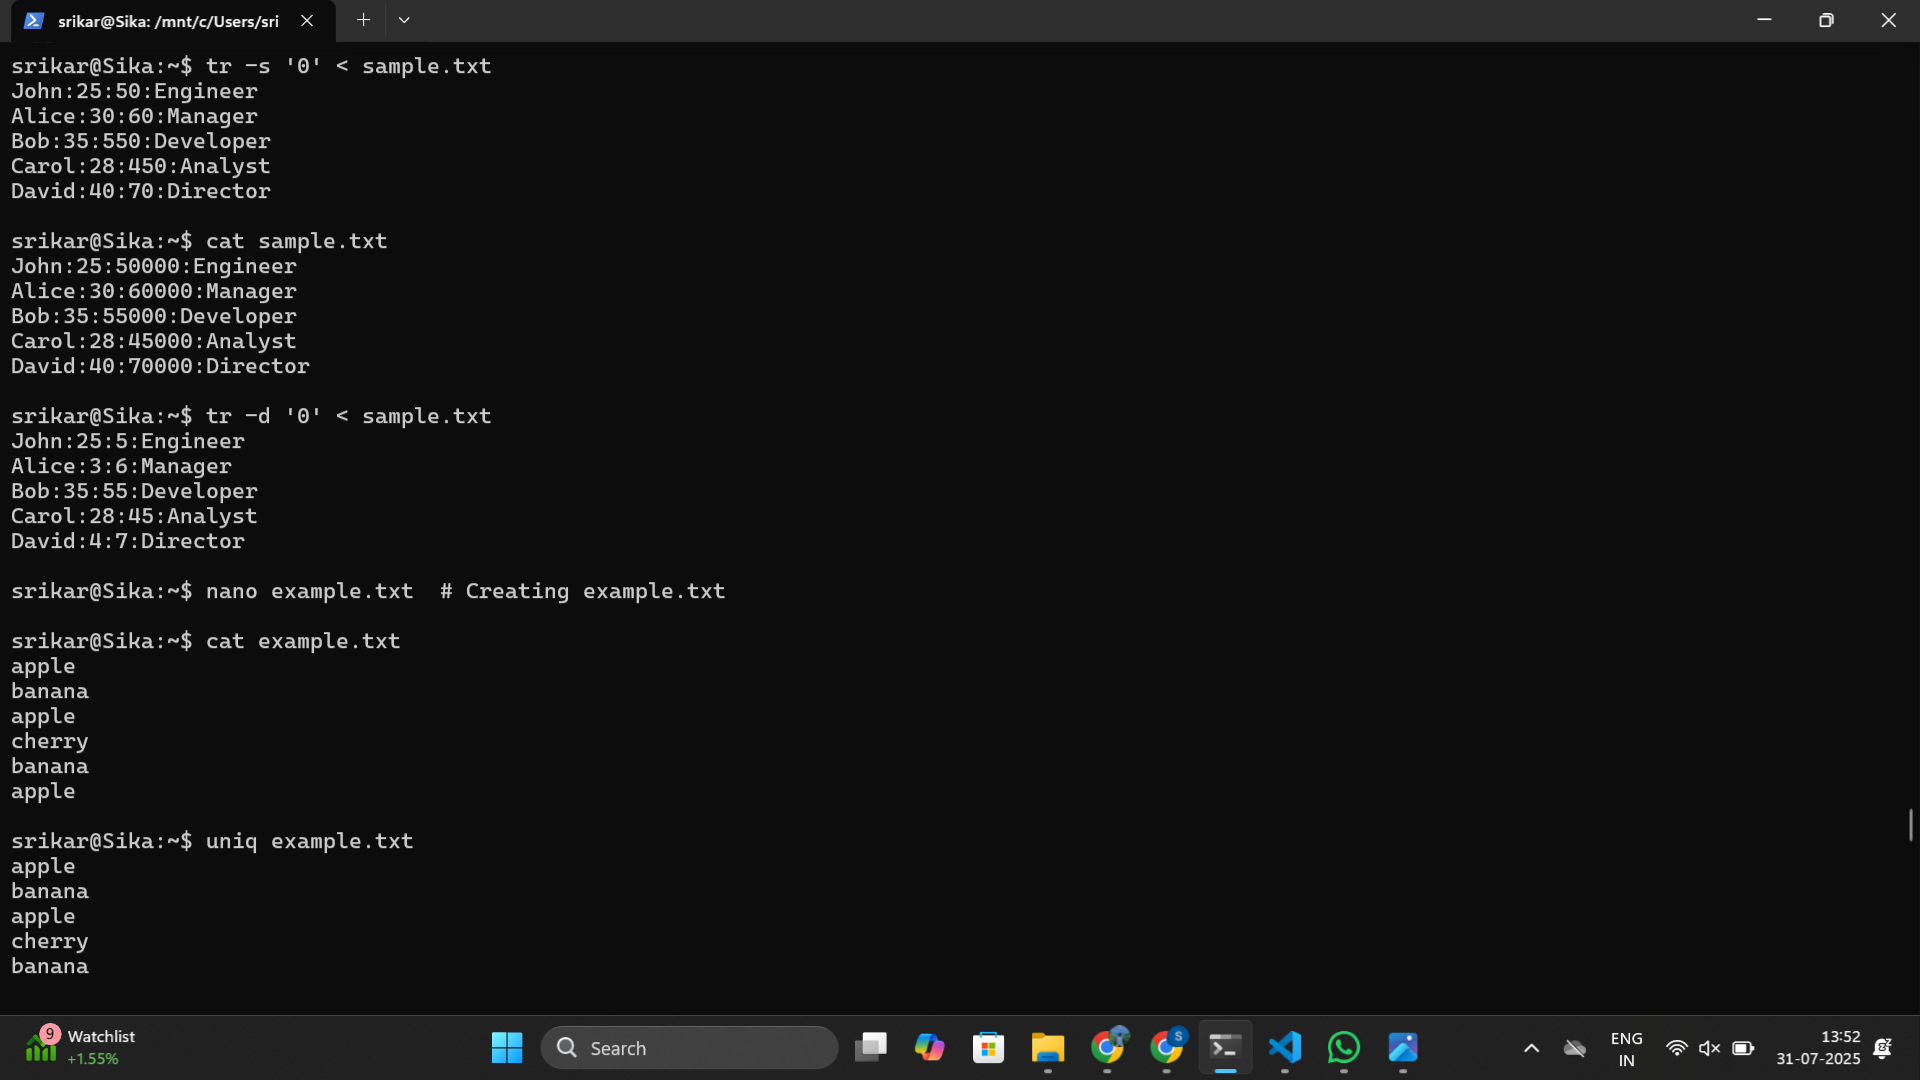 srikar@Sika: /mnt/c/Users/sri
srikar@Sika:~$ tr -s '0' < sample.txt
John:25:50:Engineer
Alice:30:60:Manager
Bob:35:550:Developer
Carol:28:450:Analyst
David:40:70:Director
srikar@Sika:~$ cat sample.txt
John:25:50000:Engineer
Alice:30:60000:Manager
Bob:35:55000:Developer
Carol:28:45000:Analyst
David:40:70000:Director
srikar@Sika:~$ tr -d '0' < sample.txt
John:25:5:Engineer
Alice:3:6:Manager
Bob:35:55:Developer
Carol:28:45:Analyst
David:4:7:Director
srikar@Sika:~$ nano example.txt  # Creating example.txt
srikar@Sika:~$ cat example.txt
apple
banana
apple
cherry
banana
apple
srikar@Sika:~$ uniq example.txt
apple
banana
apple
cherry
banana
9
Watchlist
+1.55%
Search
S
ENG
IN
13:52
31-07-2025